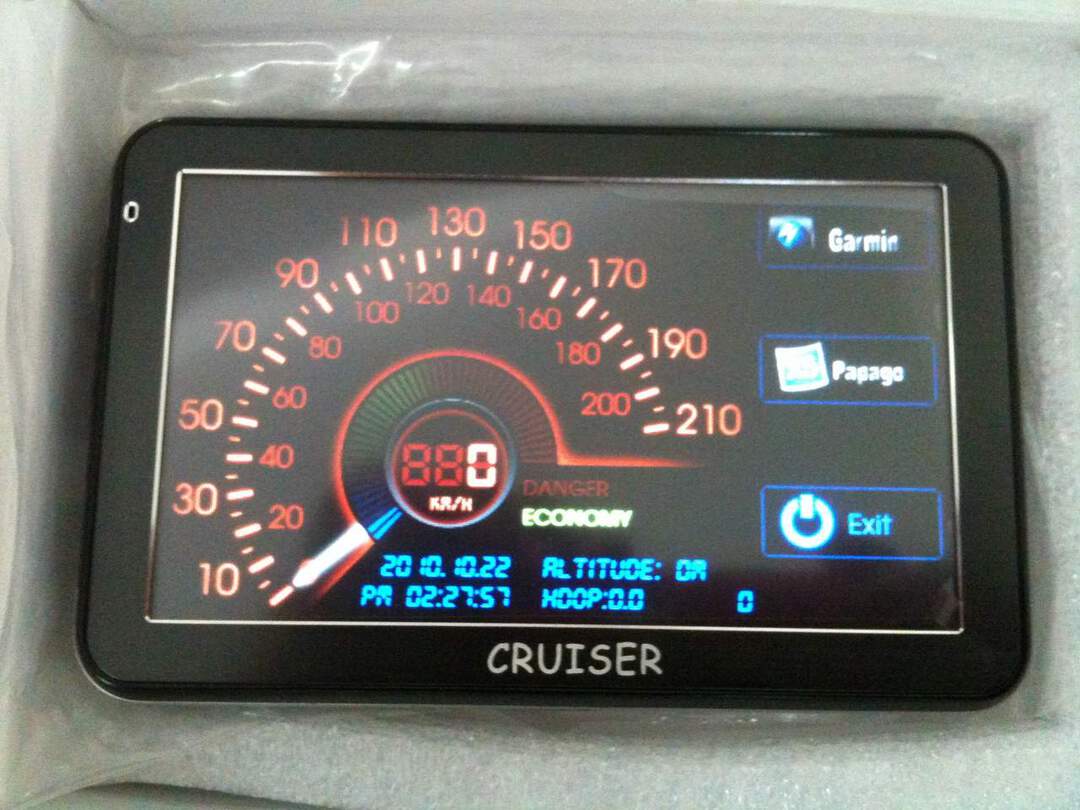 110 130 150
90 170
100 120 140 160
70 80 180 190
50 60 200 210
40
30 20
10
0
KR/H
DANGER
ECONOMY
2010.10.22 ALTITUDE: 0M
PM 02:27:57 HDOP:0.0 0
Garmin
Papago
Exit
CRUISER